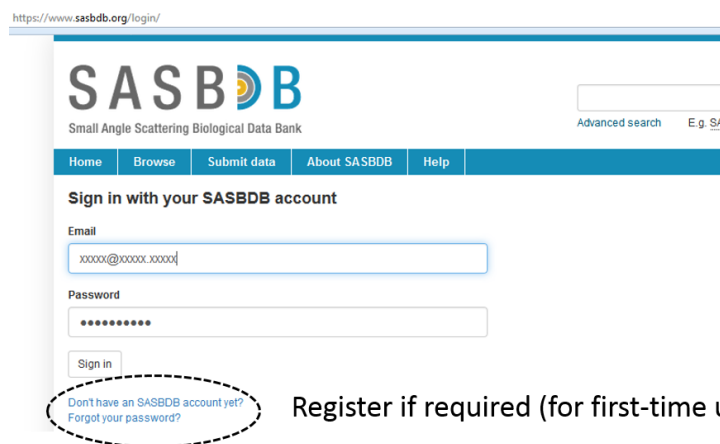 https://www.sasbdb.org/login/
SASBDB
Small Angle Scattering Biological Data Bank
Advanced search E.g.
Home Browse Submit data About SASBDB Help
Sign in with your SASBDB account
Email
xxxxx@xxxxx.xxxxx
Password
••••••••••
Sign in
Don't have an SASBDB account yet?
Forgot your password?
Register if required (for first-time